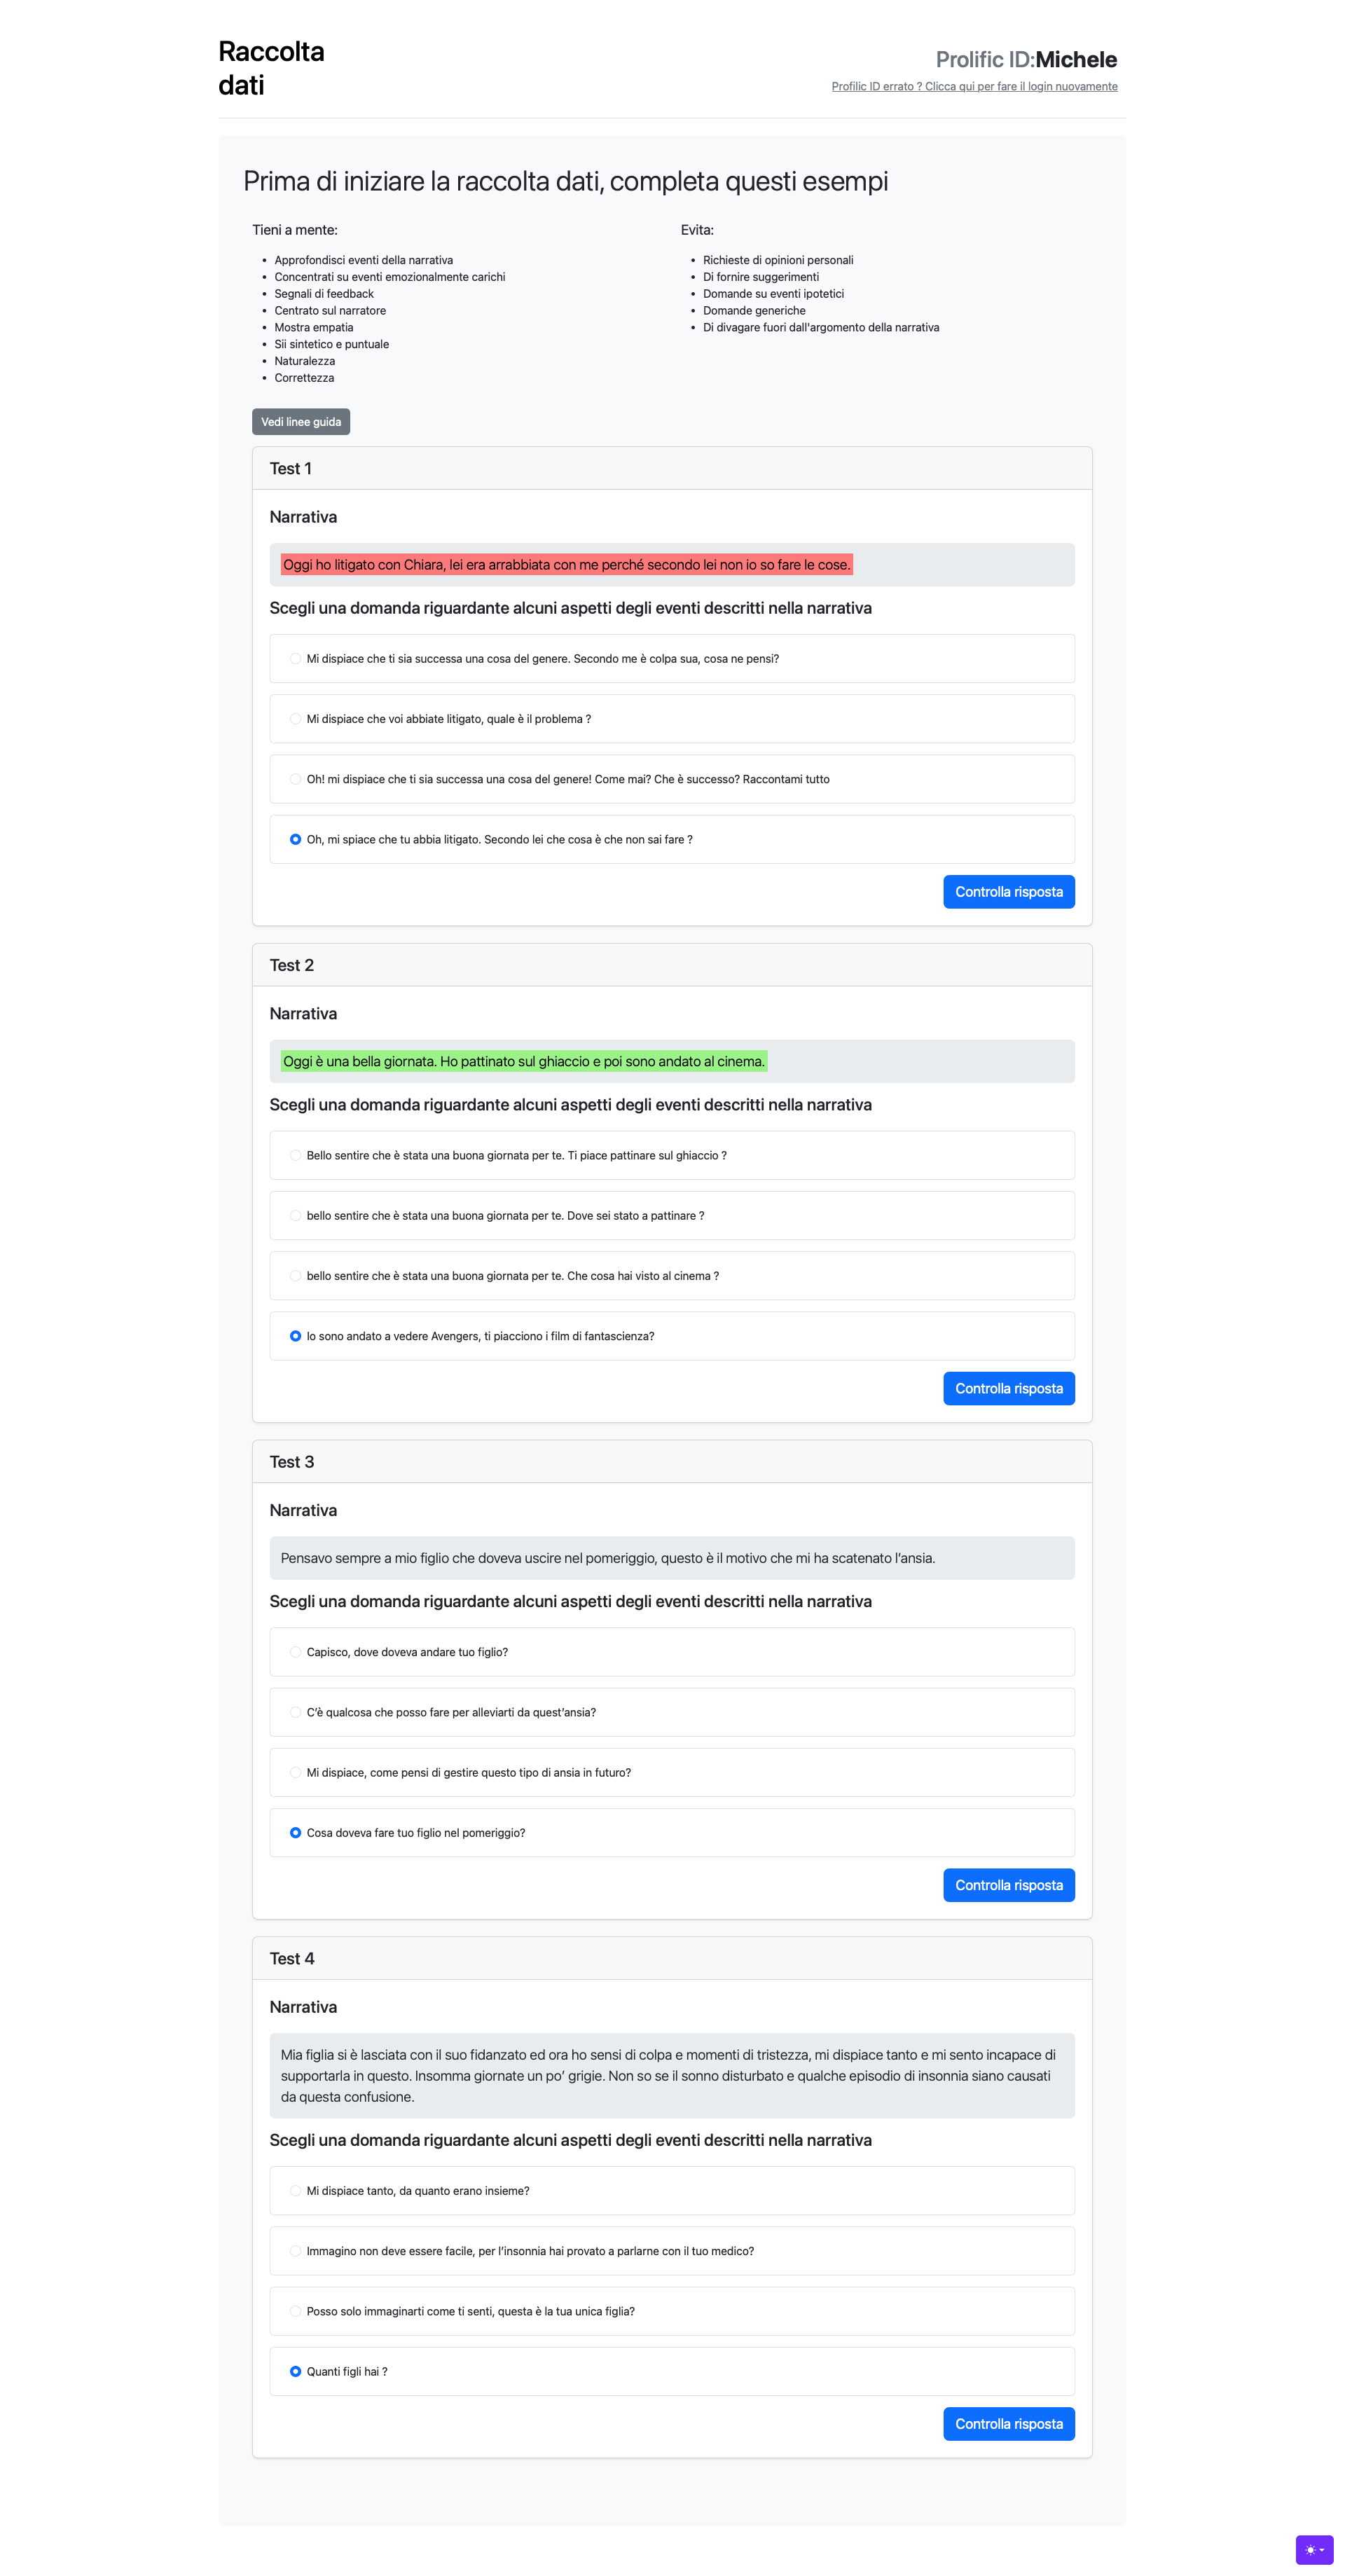 Raccolta
dati
Prolific ID:Michele
Profilic ID errato ? Clicca qui per fare il login nuovamente
Prima di iniziare la raccolta dati, completa questi esempi
Tieni a mente:
• Approfondisci eventi della narrativa
• Concentrati su eventi emozionalmente carichi
• Segnali di feedback
• Centrato sul narratore
• Mostra empatia
• Sii sintetico e puntuale
• Naturalezza
• Correttezza
Evita:
• Richieste di opinioni personali
• Di fornire suggerimenti
• Domande su eventi ipotetici
• Domande generiche
• Di divagare fuori dall'argomento della narrativa
Vedi linee guida
Test 1
Narrativa
Oggi ho litigato con Chiara, lei era arrabbiata con me perché secondo lei non io so fare le cose.
Scegli una domanda riguardante alcuni aspetti degli eventi descritti nella narrativa
Mi dispiace che ti sia successa una cosa del genere. Secondo me è colpa sua, cosa ne pensi?
Mi dispiace che voi abbiate litigato, quale è il problema ?
Oh! mi dispiace che ti sia successa una cosa del genere! Come mai? Che è successo? Raccontami tutto
Oh, mi spiace che tu abbia litigato. Secondo lei che cosa è che non sai fare ?
Controlla risposta
Test 2
Narrativa
Oggi è una bella giornata. Ho pattinato sul ghiaccio e poi sono andato al cinema.
Scegli una domanda riguardante alcuni aspetti degli eventi descritti nella narrativa
Bello sentire che è stata una buona giornata per te. Ti piace pattinare sul ghiaccio ?
bello sentire che è stata una buona giornata per te. Dove sei stato a pattinare ?
bello sentire che è stata una buona giornata per te. Che cosa hai visto al cinema ?
Io sono andato a vedere Avengers, ti piacciono i film di fantascienza?
Controlla risposta
Test 3
Narrativa
Pensavo sempre a mio figlio che doveva uscire nel pomeriggio, questo è il motivo che mi ha scatenato l’ansia.
Scegli una domanda riguardante alcuni aspetti degli eventi descritti nella narrativa
Capisco, dove doveva andare tuo figlio?
C’è qualcosa che posso fare per alleviarti da quest’ansia?
Mi dispiace, come pensi di gestire questo tipo di ansia in futuro?
Cosa doveva fare tuo figlio nel pomeriggio?
Controlla risposta
Test 4
Narrativa
Mia figlia si è lasciata con il suo fidanzato ed ora ho sensi di colpa e momenti di tristezza, mi dispiace tanto e mi sento incapace di
supportarla in questo. Insomma giornate un po’ grigie. Non so se il sonno disturbato e qualche episodio di insonnia siano causati
da questa confusione.
Scegli una domanda riguardante alcuni aspetti degli eventi descritti nella narrativa
Mi dispiace tanto, da quanto erano insieme?
Immagino non deve essere facile, per l’insonnia hai provato a parlarne con il tuo medico?
Posso solo immaginarti come ti senti, questa è la tua unica figlia?
Quanti figli hai ?
Controlla risposta